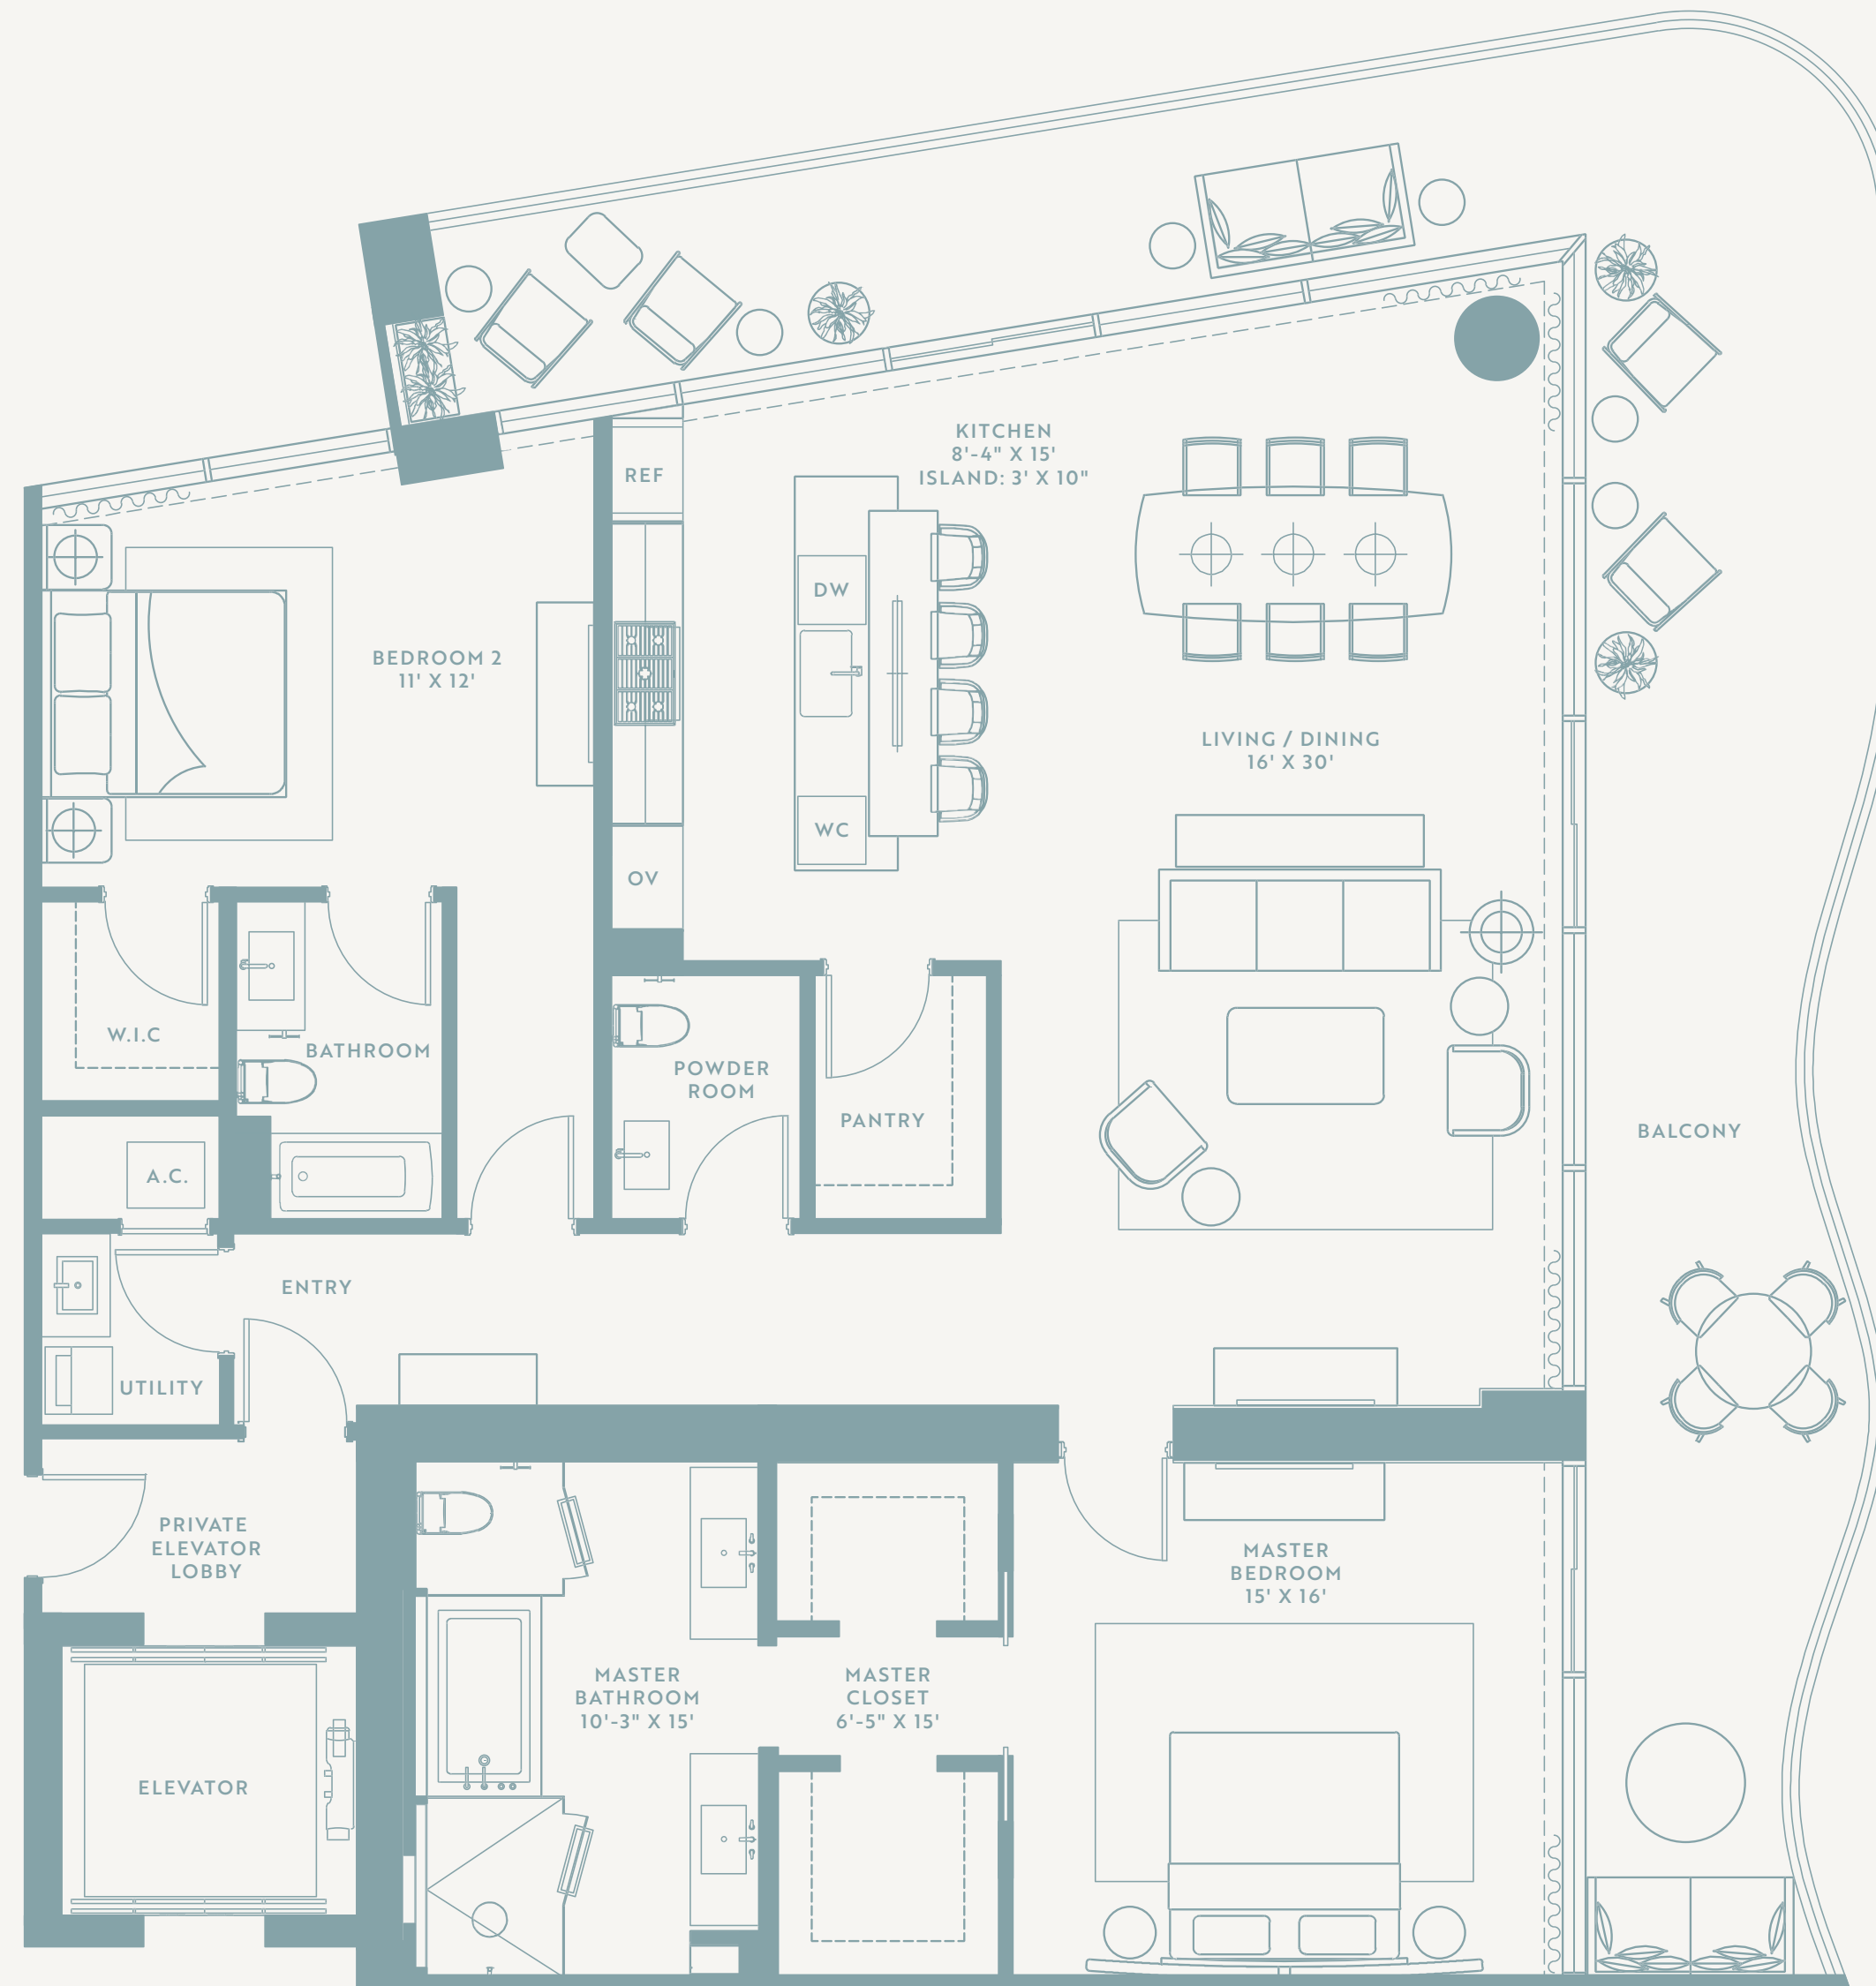 KITCHEN
8'-4" X 15'
ISLAND: 3' X 10"
REF
DW
BEDROOM 2
11' X 12'
LIVING / DINING
16' X 30'
WC
OV
W.I.C
BATHROOM
POWDER
ROOM
PANTRY
BALCONY
A.C.
ENTRY
UTILITY
PRIVATE
ELEVATOR
LOBBY
MASTER
BEDROOM
15' X 16'
MASTER
BATHROOM
10'-3" X 15'
MASTER
CLOSET
6'-5" X 15'
ELEVATOR